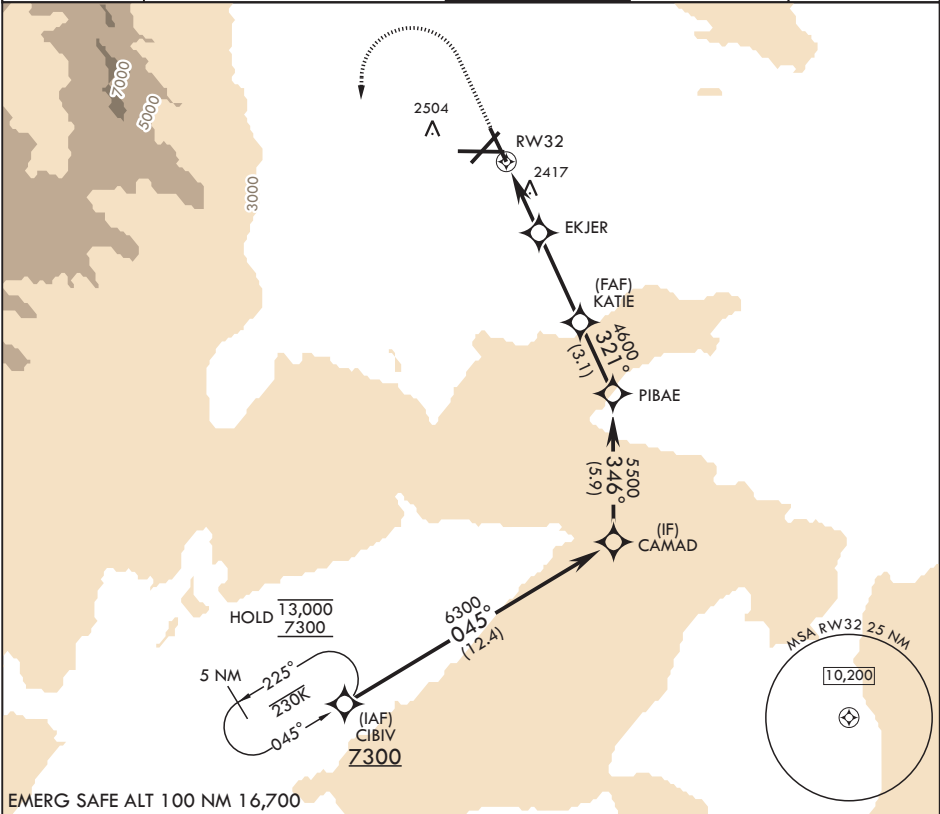 7000
5000
3000
2504
RW32
2417
EKJER
(FAF)
KATIE
4600
321°
(3.1)
PIBAE
5500
346°
(5.9)
(IF)
CAMAD
6300
045°
(12.4)
HOLD 13,000
7300
5 NM
225°
230K
045°
(IAF)
CIBIV
7300
MSA RW32 25 NM
10,200
EMERG SAFE ALT 100 NM 16,700